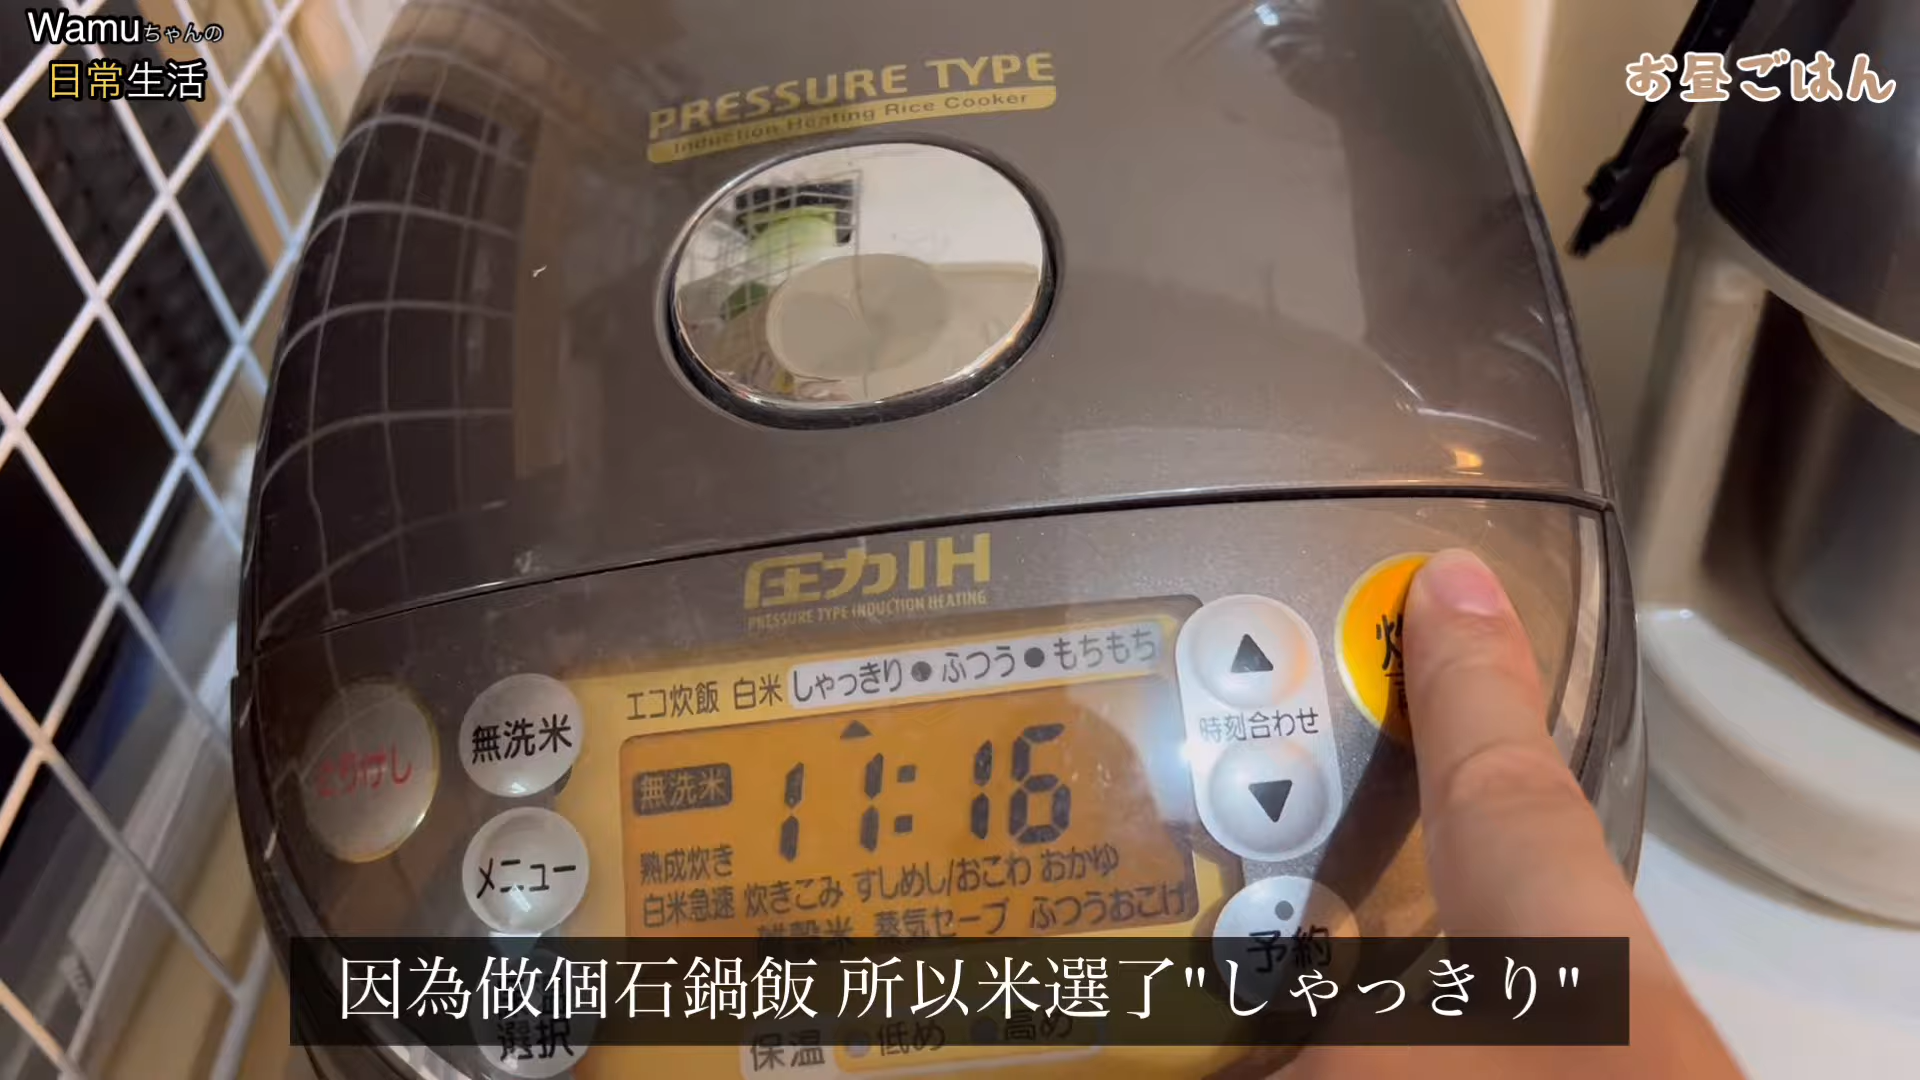 Wamuちゃんの
日常生活
お昼ごはん
PRESSURE TYPE
Induction Heating Rice Cooker
圧力IH
PRESSURE TYPE INDUCTION HEATING
エコ炊飯 白米 しゃっきり●ふつう●もちもち
無洗米
とりけし
無洗米
11:16
時刻合わせ
メニュー
熟成炊き
白米急速 炊きこみ すしめし/おこわ おかゆ
蒸気セーブ ふつうおこげ
予約
因為做個石鍋飯 所以米選了"しゃっきり"
選択
保温 低め 高め